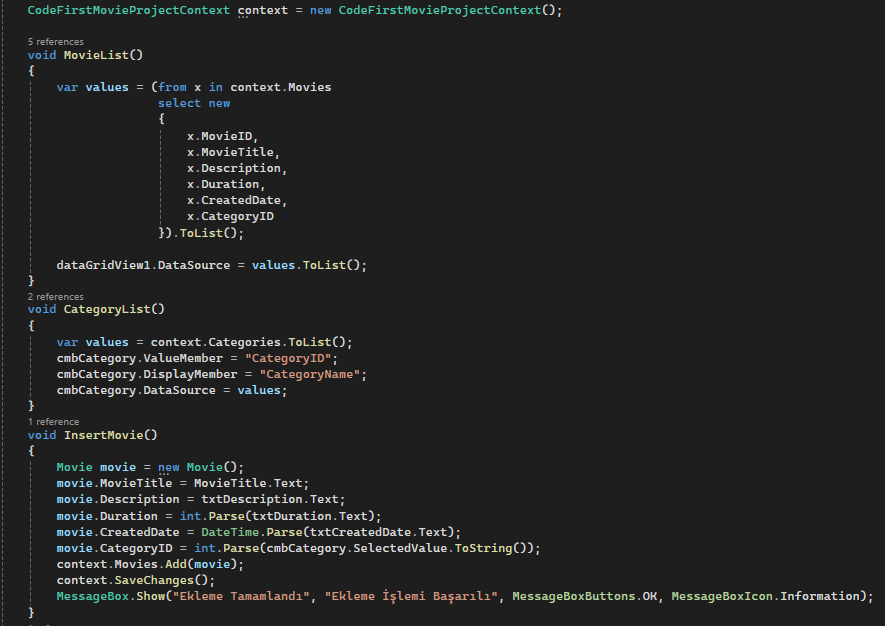 CodeFirstMovieProjectContext context = new CodeFirstMovieProjectContext();
5 references
void MovieList()
{
var values = (from x in context.Movies
select new
{
x.MovieID,
x.MovieTitle,
x.Description,
x.Duration,
x.CreatedDate,
x.CategoryID
}).ToList();
dataGridView1.DataSource = values.ToList();
}
2 references
void CategoryList()
{
var values = context.Categories.ToList();
cmbCategory.ValueMember = "CategoryID";
cmbCategory.DisplayMember = "CategoryName";
cmbCategory.DataSource = values;
}
1 reference
void InsertMovie()
{
Movie movie = new Movie();
movie.MovieTitle = MovieTitle.Text;
movie.Description = txtDescription.Text;
movie.Duration = int.Parse(txtDuration.Text);
movie.CreatedDate = DateTime.Parse(txtCreatedDate.Text);
movie.CategoryID = int.Parse(cmbCategory.SelectedValue.ToString());
context.Movies.Add(movie);
context.SaveChanges();
MessageBox.Show("Ekleme Tamamlandı", "Ekleme İşlemi Başarılı", MessageBoxButtons.OK, MessageBoxIcon.Information);
}